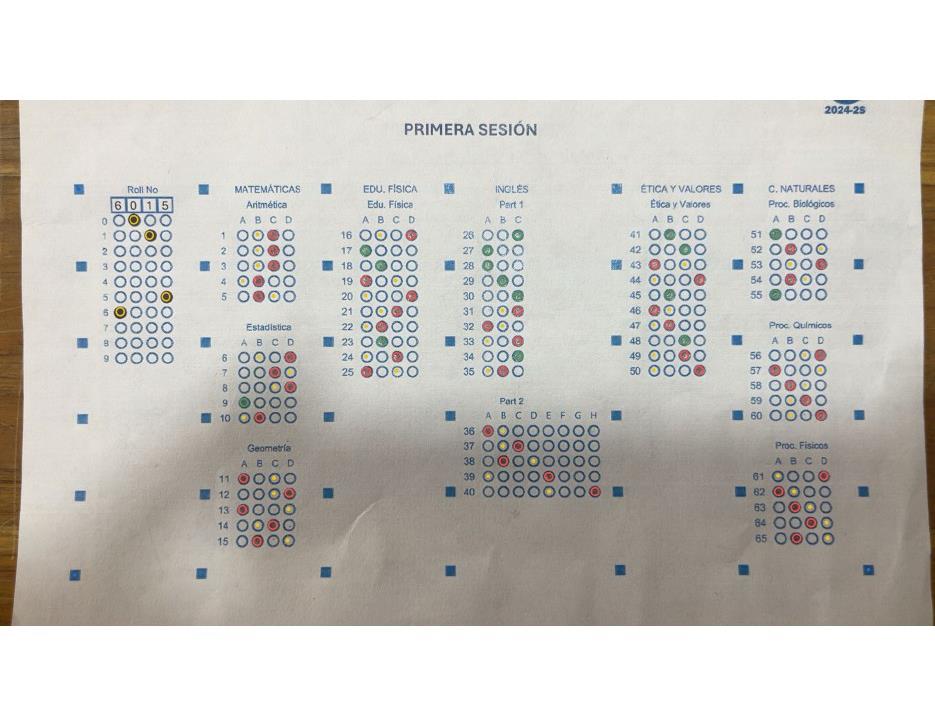 2024-2S
PRIMERA SESIÓN
Roll No
6 0 1 5
0
1
2
3
4
5
6
7
8
9
MATEMÁTICAS
Aritmética
A B C D
1
2
3
4
5
Estadística
A B C D
6
7
8
9
10
Geometría
A B C D
11
12
13
14
15
EDU. FÍSICA
Edu. Física
A B C D
16
17
18
19
20
21
22
23
24
25
INGLÉS
Part 1
A B C
26
27
28
29
30
31
32
33
34
35
Part 2
A B C D E F G H
36
37
38
39
40
ÉTICA Y VALORES
Ética y Valores
A B C D
41
42
43
44
45
46
47
48
49
50
C. NATURALES
Proc. Biológicos
A B C D
51
52
53
54
55
Proc. Químicos
A B C D
56
57
58
59
60
Proc. Físicos
A B C D
61
62
63
64
65